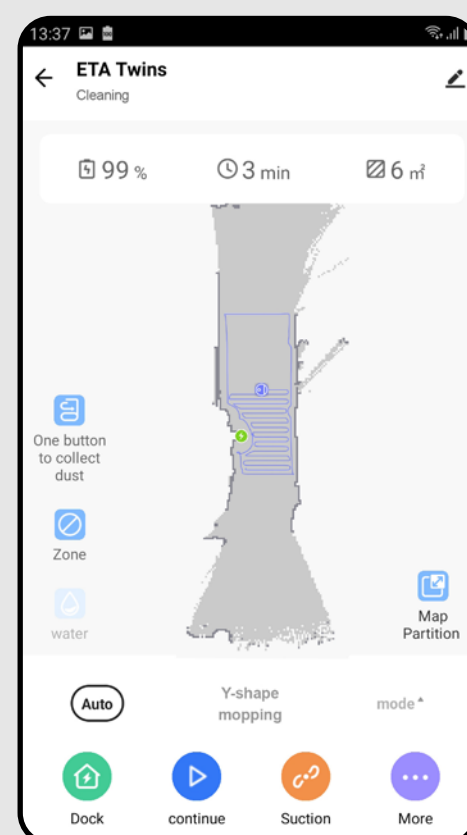 13:37
ETA Twins
Cleaning
99 %
3 min
6 ㎡
One button
to collect
dust
Zone
water
Map
Partition
Auto
Y-shape
mopping
mode
Dock
continue
Suction
More